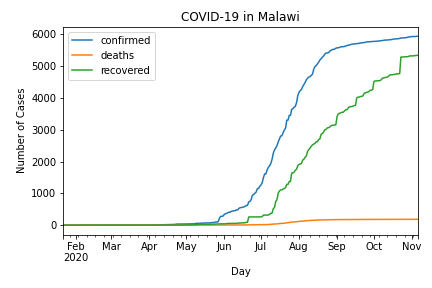 COVID-19 in Malawi
6000
5000
4000
3000
2000
1000
0
Number of Cases
confirmed
deaths
recovered
Feb
2020
Mar
Apr
May
Jun
Jul
Aug
Sep
Oct
Nov
Day